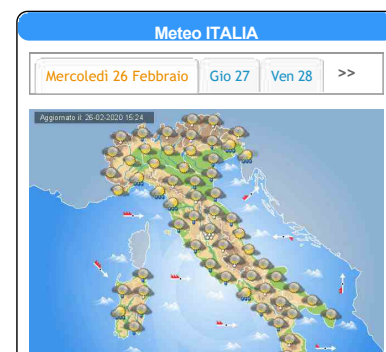 Meteo ITALIA
Mercoledì 26 Febbraio Gio 27 Ven 28 >>
Aggiornato il: 26-02-2020 15:24